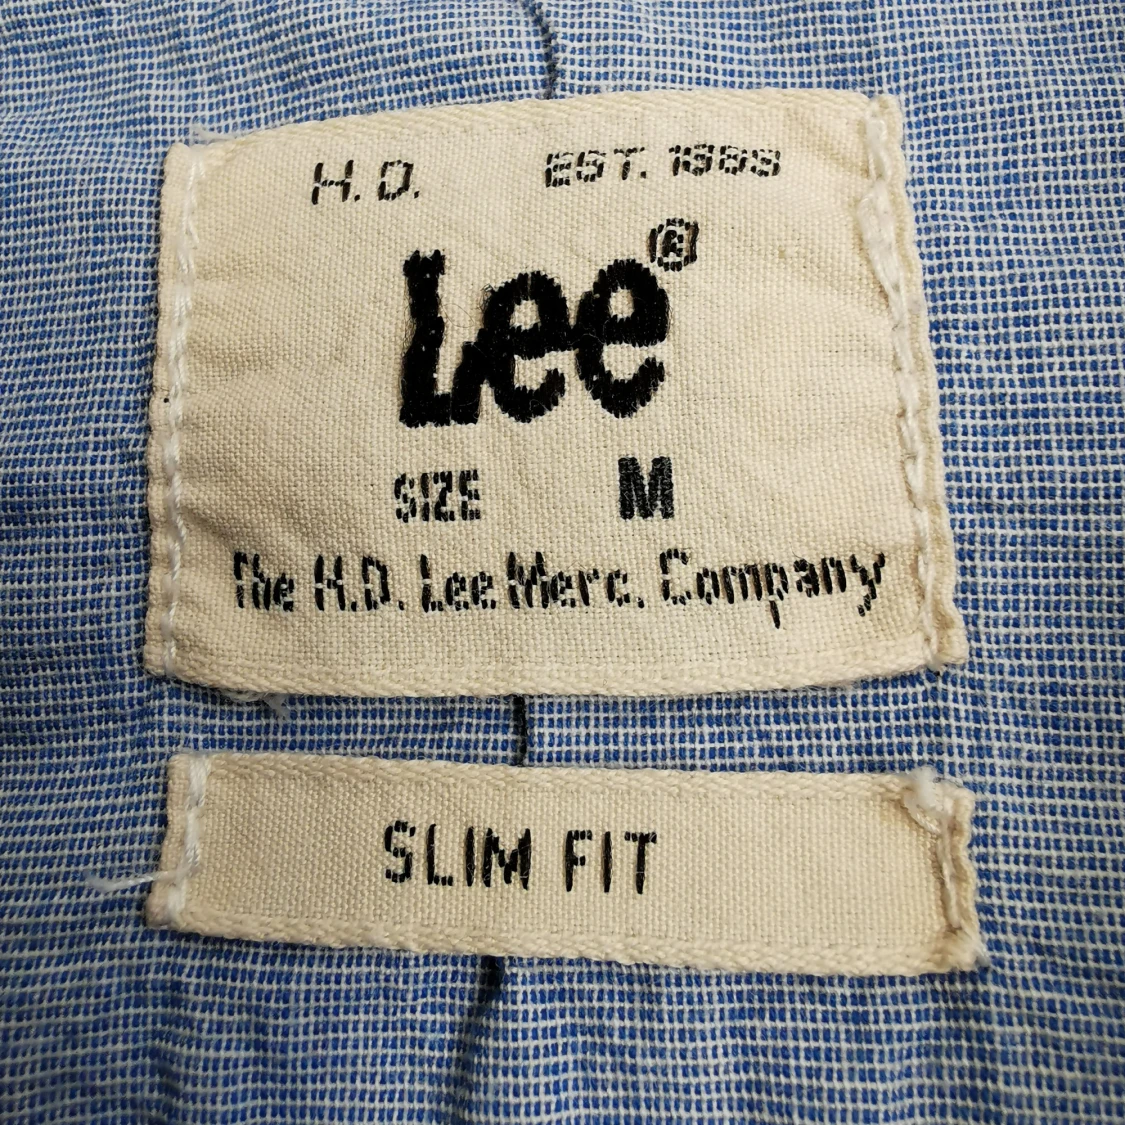 H.D. EST. 1889
Lee®
SIZE M
The H.D. Lee Merc. Company
SLIM FIT